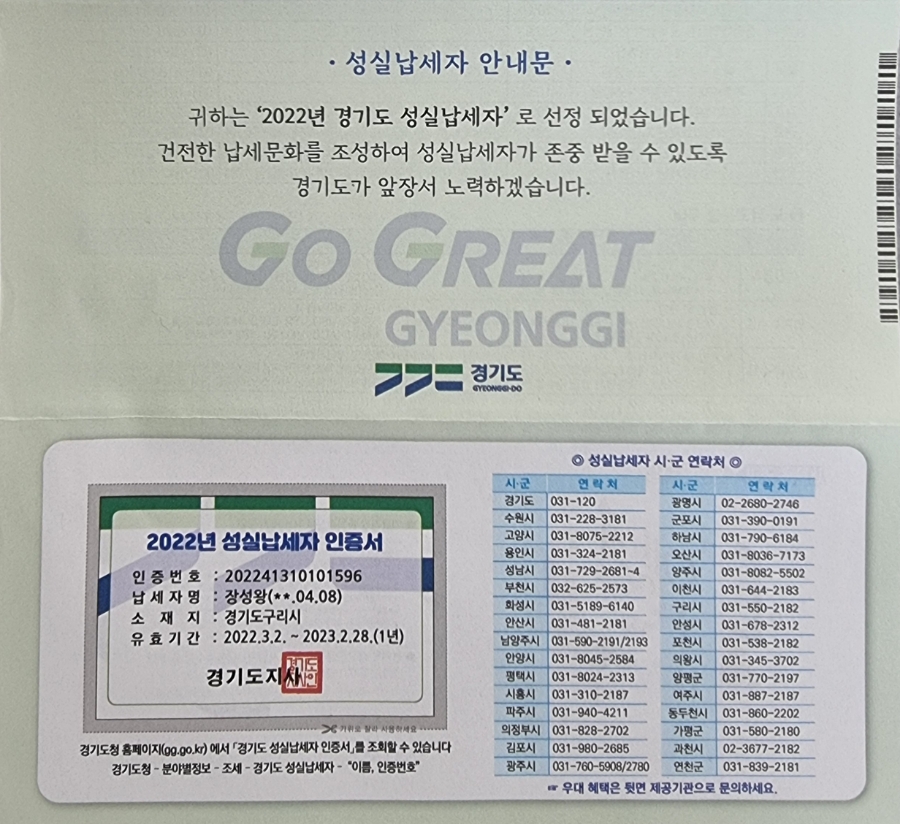 · 성실납세자 안내문 ·
귀하는 '2022년 경기도 성실납세자' 로 선정 되었습니다.
건전한 납세문화를 조성하여 성실납세자가 존중 받을 수 있도록
경기도가 앞장서 노력하겠습니다.
GO GREAT
GYEONGGI
경기도
GYEONGGI-DO
2022년 성실납세자 인증서
인증번호 : 202241310101596
납세자명 : 장성왕(**.04.08)
소재지 : 경기도구리시
유효기간 : 2022.3.2. ~ 2023.2.28.(1년)
경기도지사
경기도지사인
가위로 잘라 사용하세요
경기도청 홈페이지(gg.go.kr) 에서 「경기도 성실납세자 인증서」를 조회할 수 있습니다
경기도청 - 분야별정보 - 조세 - 경기도 성실납세자 - "이름, 인증번호"
◎ 성실납세자 시·군 연락처 ◎
시·군 연락처 시·군 연락처
경기도 031-120 광명시 02-2680-2746
수원시 031-228-3181 군포시 031-390-0191
고양시 031-8075-2212 하남시 031-790-6184
용인시 031-324-2181 오산시 031-8036-7173
성남시 031-729-2681~4 양주시 031-8082-5502
부천시 032-625-2573 이천시 031-644-2183
화성시 031-5189-6140 구리시 031-550-2182
안산시 031-481-2181 안성시 031-678-2312
남양주시 031-590-2191/2193 포천시 031-538-2182
안양시 031-8045-2584 의왕시 031-345-3702
평택시 031-8024-2313 양평군 031-770-2197
시흥시 031-310-2187 여주시 031-887-2187
파주시 031-940-4211 동두천시 031-860-2202
의정부시 031-828-2702 가평군 031-580-2180
김포시 031-980-2685 과천시 02-3677-2182
광주시 031-760-5908/2780 연천군 031-839-2181
☞ 우대 혜택은 뒷면 제공기관으로 문의하세요.